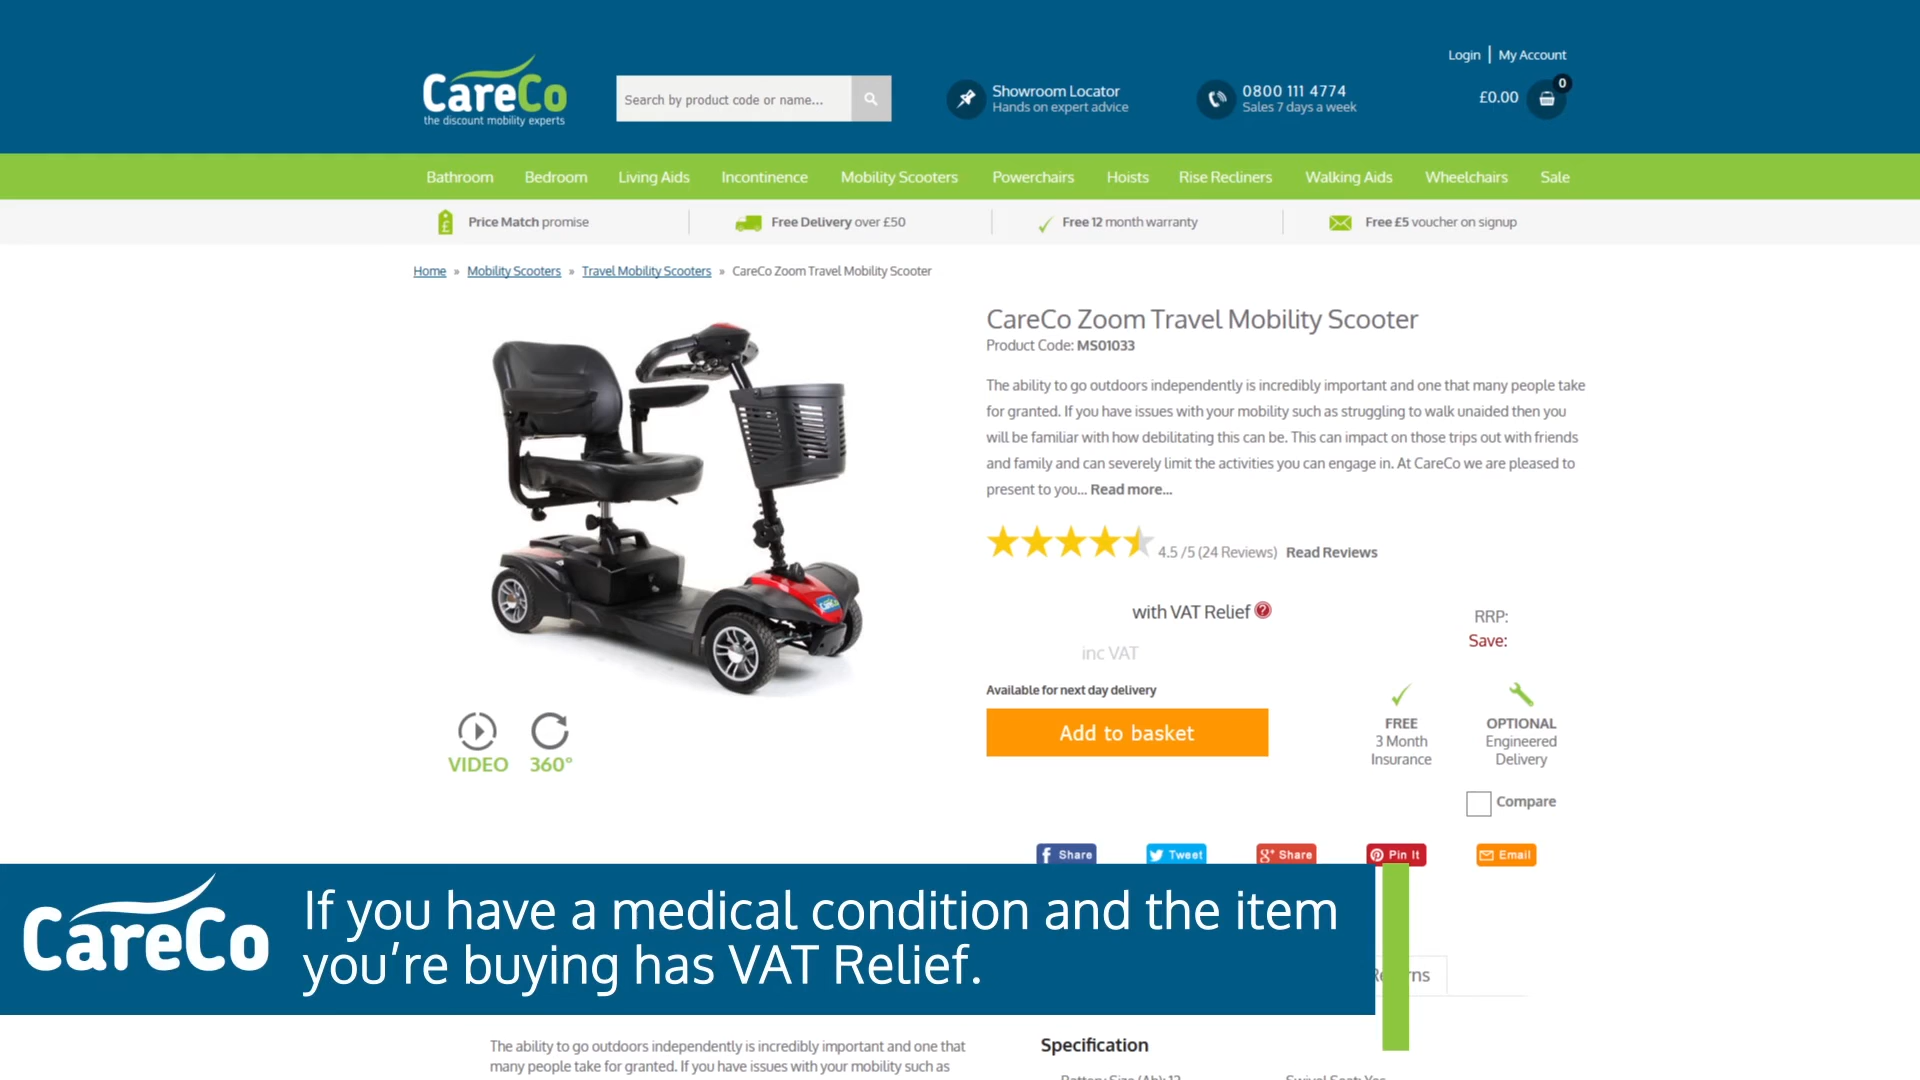 Login | My Account
CareCo
the discount mobility experts
Search by product code or name...
Showroom Locator
Hands on expert advice
0800 111 4774
Sales 7 days a week
£0.00
0
Bathroom Bedroom Living Aids Incontinence Mobility Scooters Powerchairs Hoists Rise Recliners Walking Aids Wheelchairs Sale
Price Match promise
Free Delivery over £50
Free 12 month warranty
Free £5 voucher on signup
Home » Mobility Scooters » Travel Mobility Scooters » CareCo Zoom Travel Mobility Scooter
CareCo Zoom Travel Mobility Scooter
Product Code: MS01033
The ability to go outdoors independently is incredibly important and one that many people take
for granted. If you have issues with your mobility such as struggling to walk unaided then you
will be familiar with how debilitating this can be. This can impact on those trips out with friends
and family and can severely limit the activities you can engage in. At CareCo we are pleased to
present to you... Read more...
4.5 /5 (24 Reviews) Read Reviews
with VAT Relief ?
RRP:
Save:
inc VAT
Available for next day delivery
Add to basket
FREE
3 Month
Insurance
OPTIONAL
Engineered
Delivery
CareCo
VIDEO
360°
Compare
Share
Tweet
Share
Pin It
Email
CareCo
If you have a medical condition and the item
you're buying has VAT Relief.
The ability to go outdoors independently is incredibly important and one that
many people take for granted. If you have issues with your mobility such as
Specification
Battery Size (Ah): 12
Swivel Seat: Yes